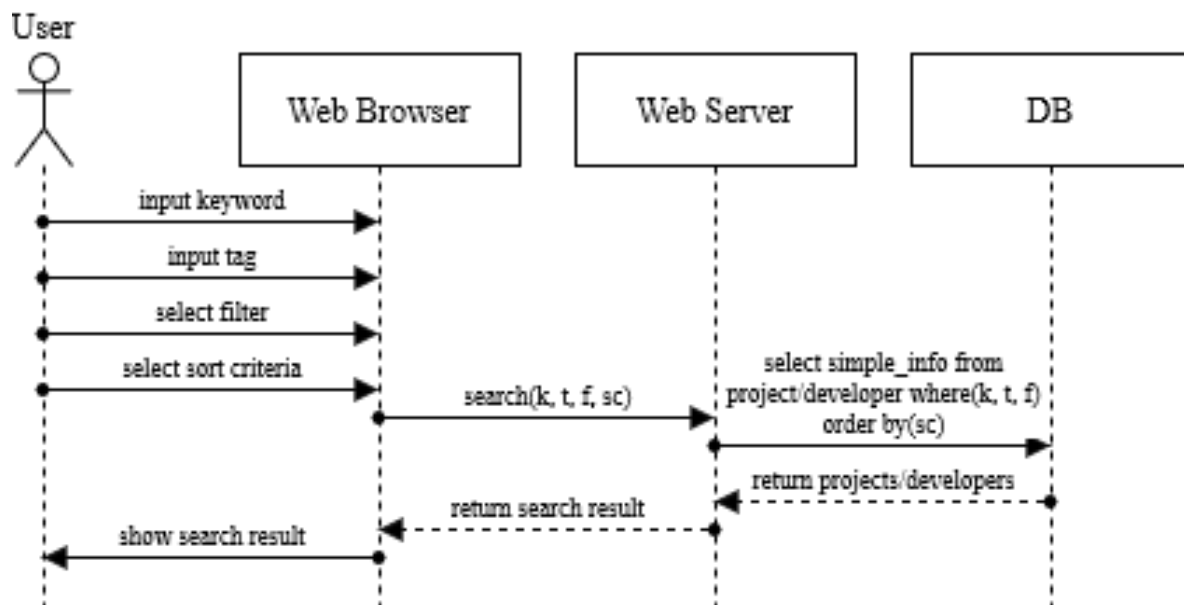 User
Web Browser
Web Server
DB
input keyword
input tag
select filter
select sort criteria
search(k, t, f, sc)
select simple_info from
project/developer where(k, t, f)
order by(sc)
return projects/developers
return search result
show search result